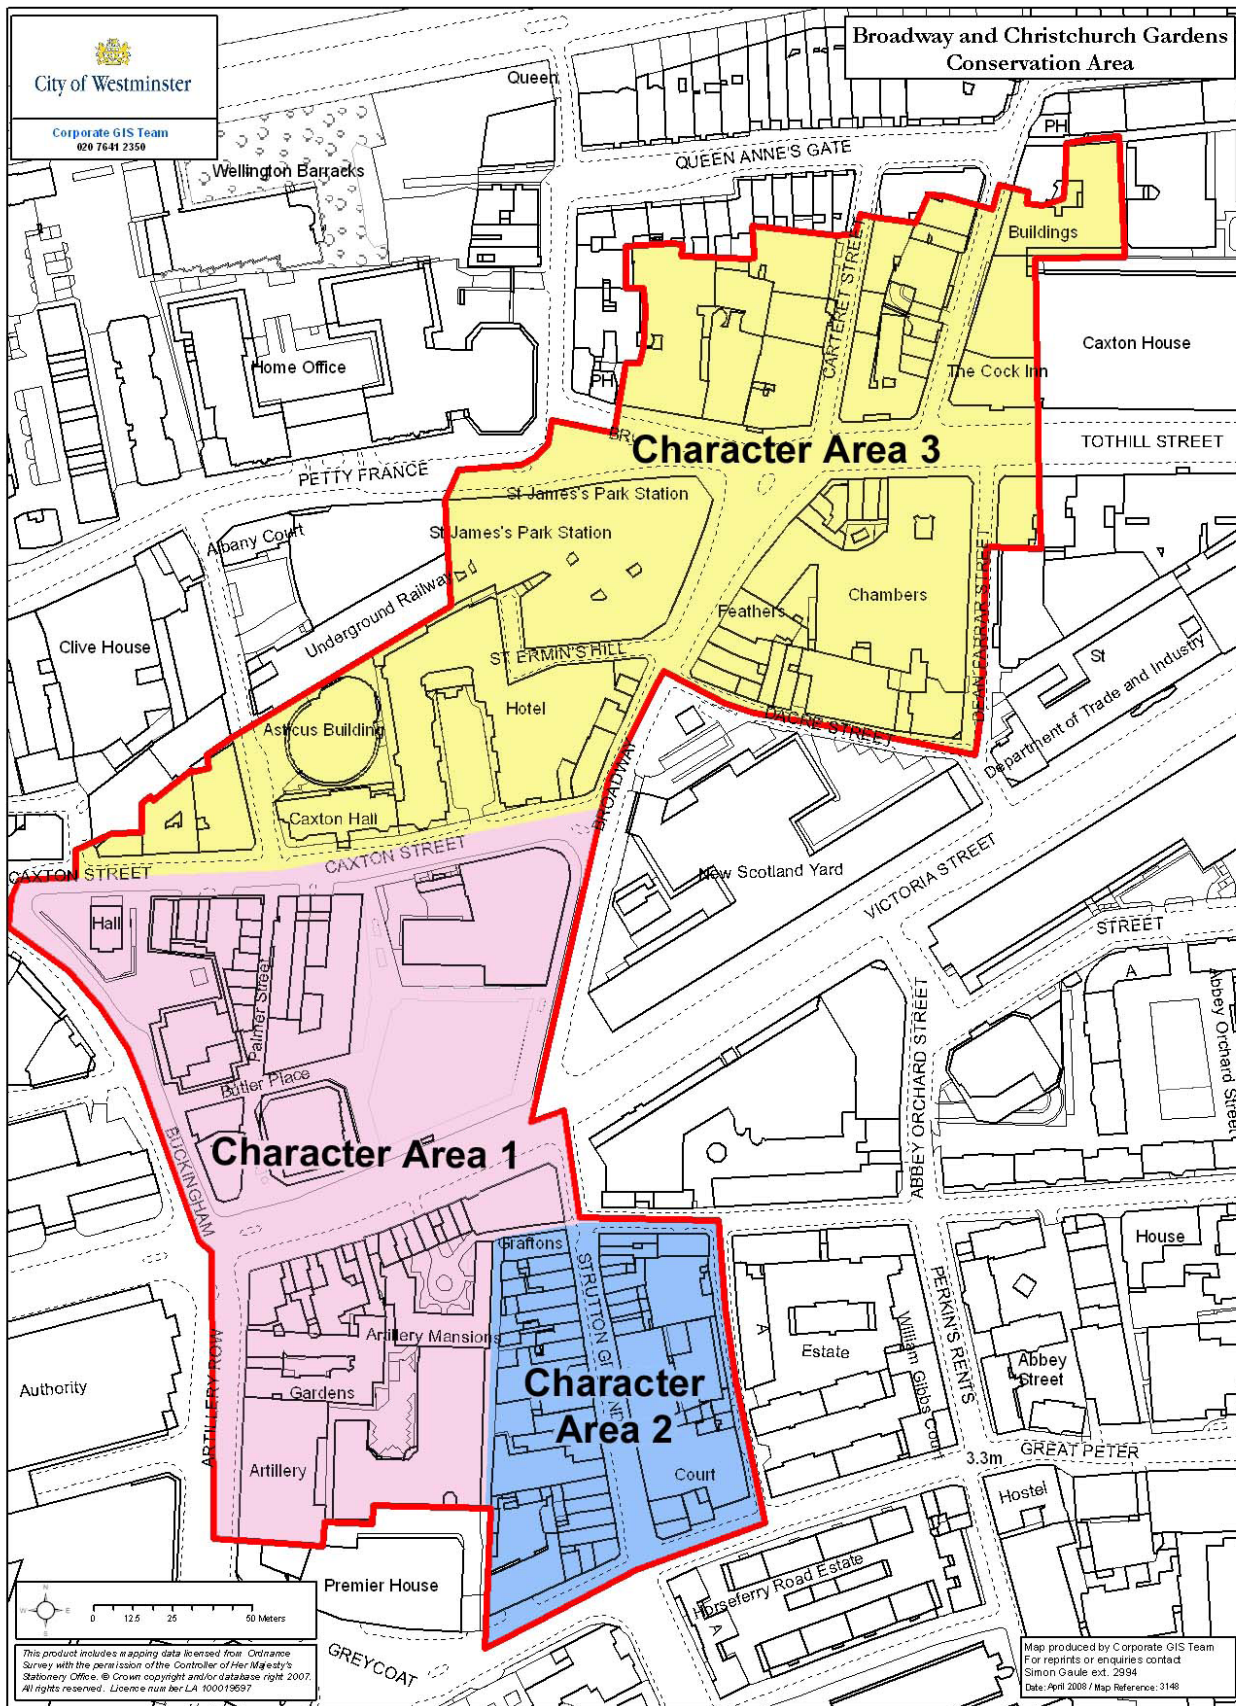 City of Westminster
Corporate GIS Team
020 7641 2350
Broadway and Christchurch Gardens
Conservation Area
Queen
PH
QUEEN ANNE'S GATE
Wellington Barracks
Buildings
CARTERET STREET
Home Office
Caxton House
The Cock Inn
PH
TOTHILL STREET
Character Area 3
PETTY FRANCE
St James's Park Station
St James's Park Station
Albany Court
Underground Railway
Chambers
Feathers
DEAN FARRAR STREET
Clive House
ST ERMIN'S HILL
St
Hotel
Asticus Building
DACRE STREET
Department of Trade and Industry
BROADWAY
Caxton Hall
CAXTON STREET
CAXTON STREET
New Scotland Yard
VICTORIA STREET
Hall
STREET
A
Palmer Street
ABBEY ORCHARD STREET
Abbey Orchard Street
Butler Place
Character Area 1
BUCKINGHAM
Graftons
House
STRUTTON GROUND
PERKIN'S RENTS
A
Artillery Mansions
Estate
William Gibbs Court
Abbey
Street
Authority
ARTILLERY ROW
Gardens
Character
Area 2
Artillery
Court
GREAT PETER
3.3m
Hostel
Premier House
Horseferry Road Estate
A
GREYCOAT
N
W
E
S
0 12.5 25 50 Meters
This product includes mapping data licensed from Ordnance
Survey with the permission of the Controller of Her Majesty's
Stationery Office. © Crown copyright and/or database right 2007.
All rights reserved. Licence number LA 100019597
Map produced by Corporate GIS Team
For reprints or enquiries contact
Simon Gaule ext. 2994
Date: April 2008 / Map Reference: 3148